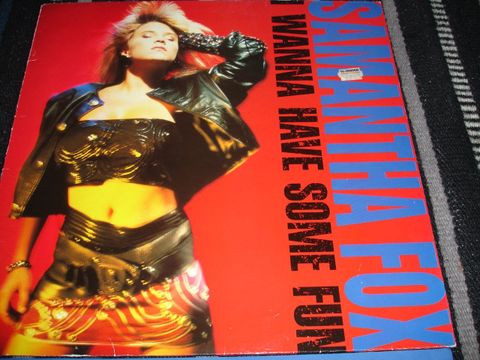 SAMANTHA FOX
I WANNA HAVE SOME FUN